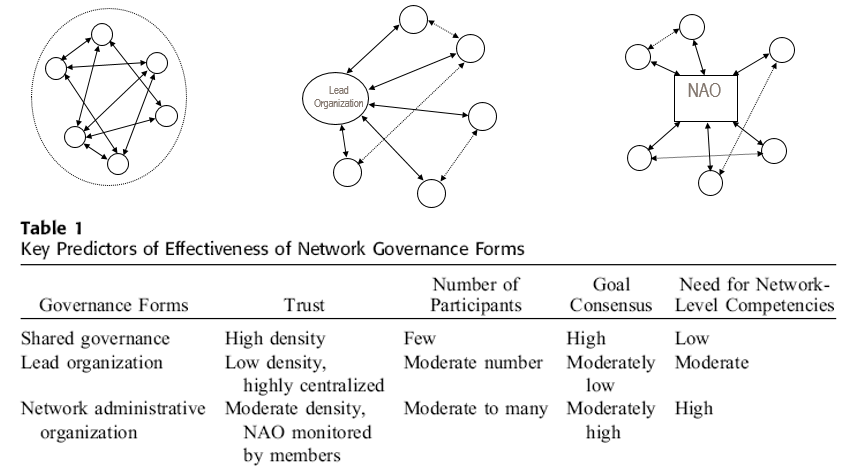 Lead
Organization
NAO
Table 1
Key Predictors of Effectiveness of Network Governance Forms
Governance Forms Trust Number of Participants Goal Consensus Need for Network-Level Competencies
Shared governance High density Few High Low
Lead organization Low density, highly centralized Moderate number Moderately low Moderate
Network administrative organization Moderate density, NAO monitored by members Moderate to many Moderately high High